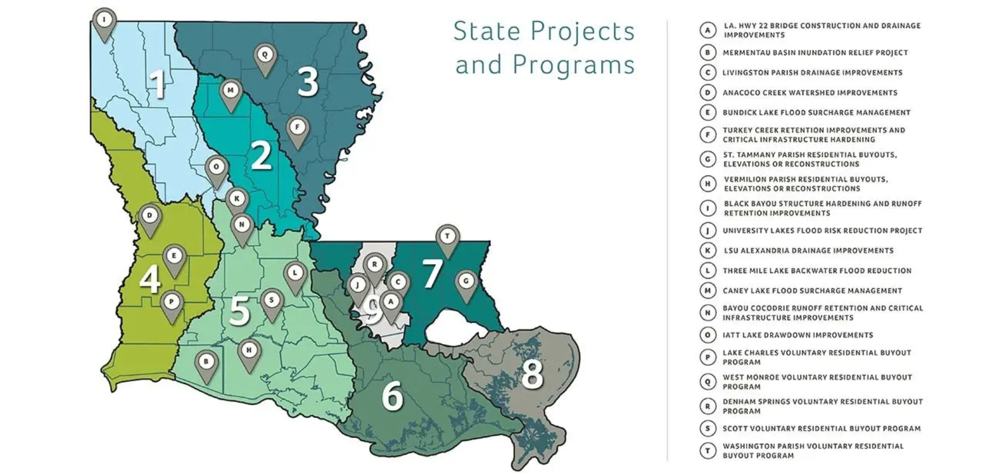 State Projects
and Programs
I
Q
1
3
M
F
2
O
K
D
N
T
E
R
7
4
L
J
C
G
P
S
A
9
5
H
B
8
6
A LA. HWY 22 BRIDGE CONSTRUCTION AND DRAINAGE
IMPROVEMENTS
B MERMENTAU BASIN INUNDATION RELIEF PROJECT
C LIVINGSTON PARISH DRAINAGE IMPROVEMENTS
D ANACOCO CREEK WATERSHED IMPROVEMENTS
E BUNDICK LAKE FLOOD SURCHARGE MANAGEMENT
F TURKEY CREEK RETENTION IMPROVEMENTS AND
CRITICAL INFRASTRUCTURE HARDENING
G ST. TAMMANY PARISH RESIDENTIAL BUYOUTS,
ELEVATIONS OR RECONSTRUCTIONS
H VERMILION PARISH RESIDENTIAL BUYOUTS,
ELEVATIONS OR RECONSTRUCTIONS
I BLACK BAYOU STRUCTURE HARDENING AND RUNOFF
RETENTION IMPROVEMENTS
J UNIVERSITY LAKES FLOOD RISK REDUCTION PROJECT
K LSU ALEXANDRIA DRAINAGE IMPROVEMENTS
L THREE MILE LAKE BACKWATER FLOOD REDUCTION
M CANEY LAKE FLOOD SURCHARGE MANAGEMENT
N BAYOU COCODRIE RUNOFF RETENTION AND CRITICAL
INFRASTRUCTURE IMPROVEMENTS
O IATT LAKE DRAWDOWN IMPROVEMENTS
P LAKE CHARLES VOLUNTARY RESIDENTIAL BUYOUT
PROGRAM
Q WEST MONROE VOLUNTARY RESIDENTIAL BUYOUT
PROGRAM
R DENHAM SPRINGS VOLUNTARY RESIDENTIAL BUYOUT
PROGRAM
S SCOTT VOLUNTARY RESIDENTIAL BUYOUT PROGRAM
T WASHINGTON PARISH VOLUNTARY RESIDENTIAL
BUYOUT PROGRAM